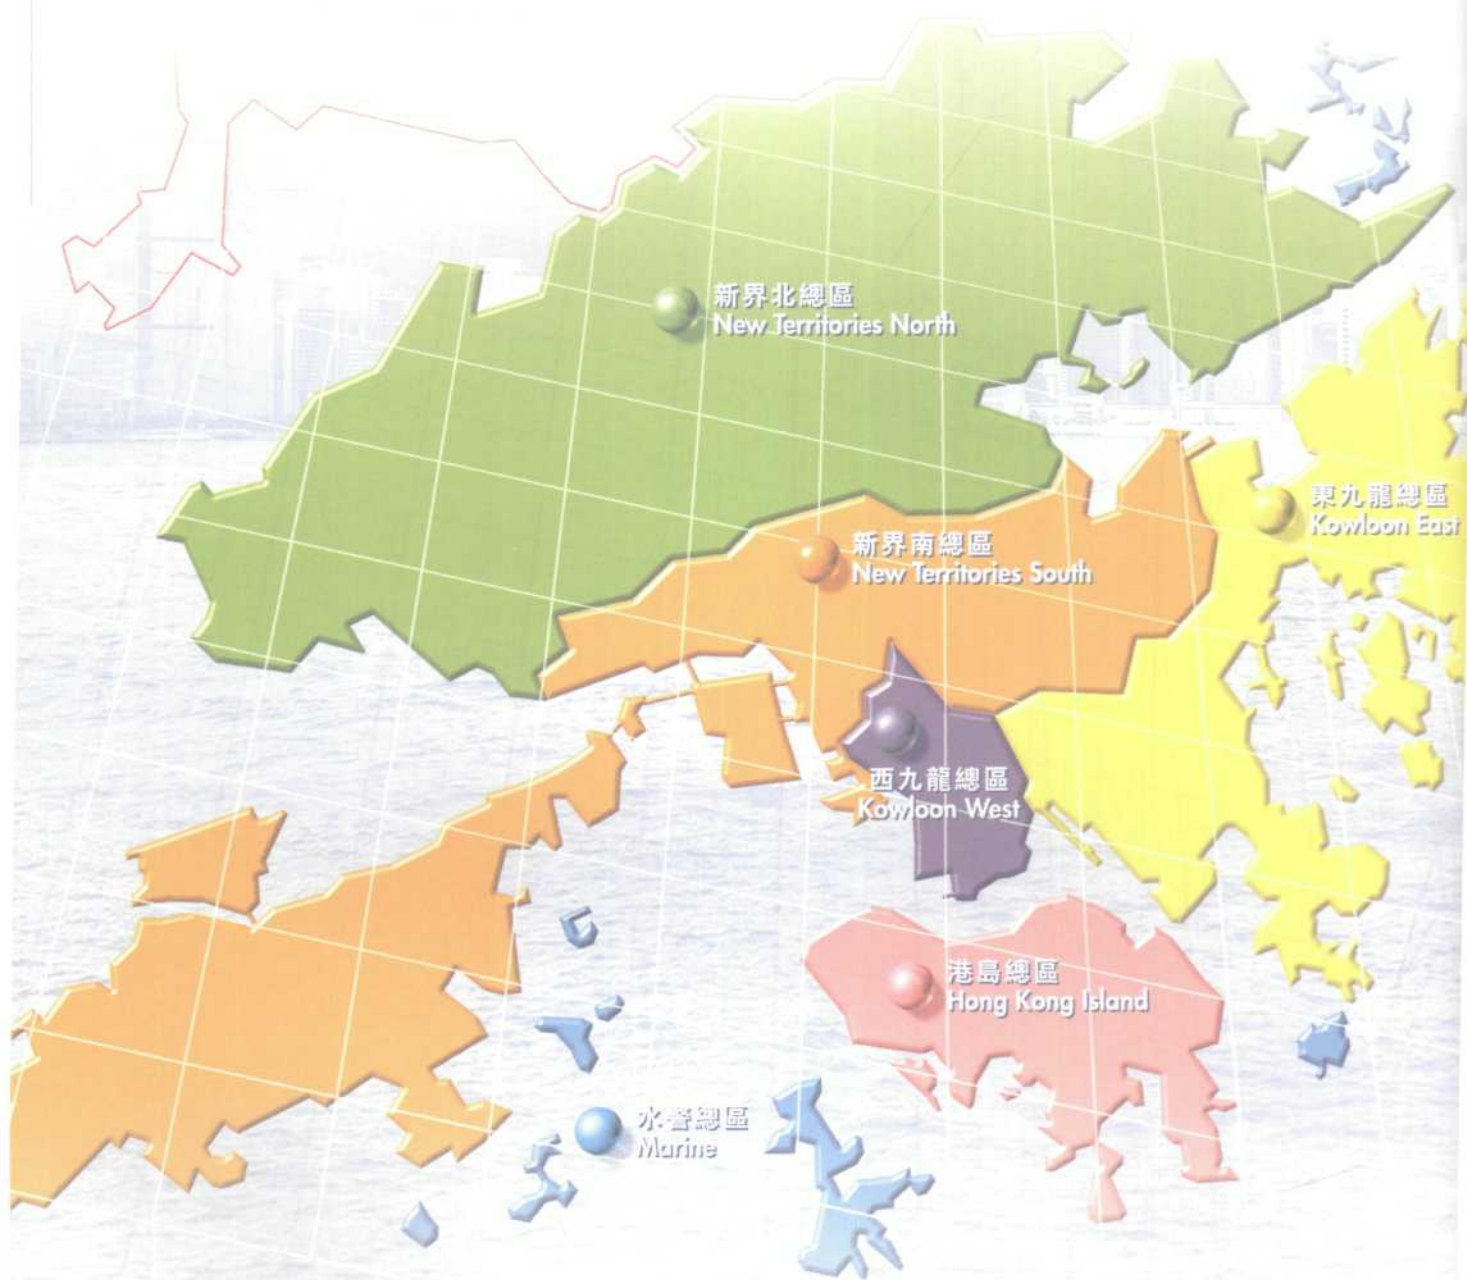 新界北總區
New Territories North
東九龍總區
Kowloon East
新界南總區
New Territories South
西九龍總區
Kowloon West
港島總區
Hong Kong Island
水警總區
Marine